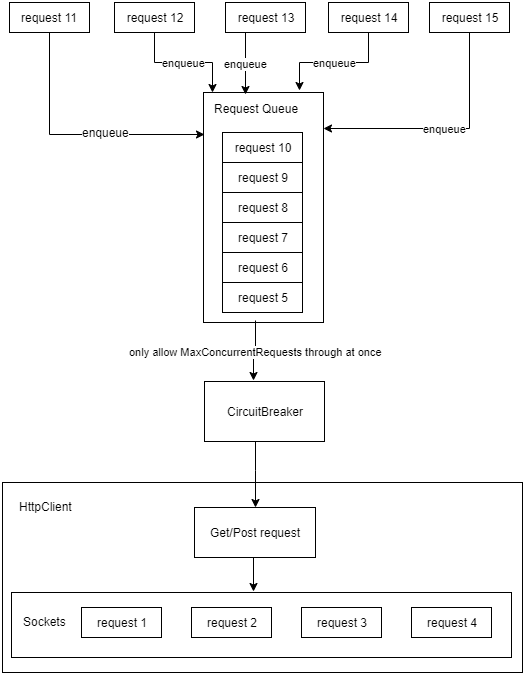 request 11
request 12
request 13
request 14
request 15
enqueue
enqueue
enqueue
enqueue
enqueue
Request Queue
request 10
request 9
request 8
request 7
request 6
request 5
only allow MaxConcurrentRequests through at once
CircuitBreaker
HttpClient
Get/Post request
Sockets
request 1
request 2
request 3
request 4